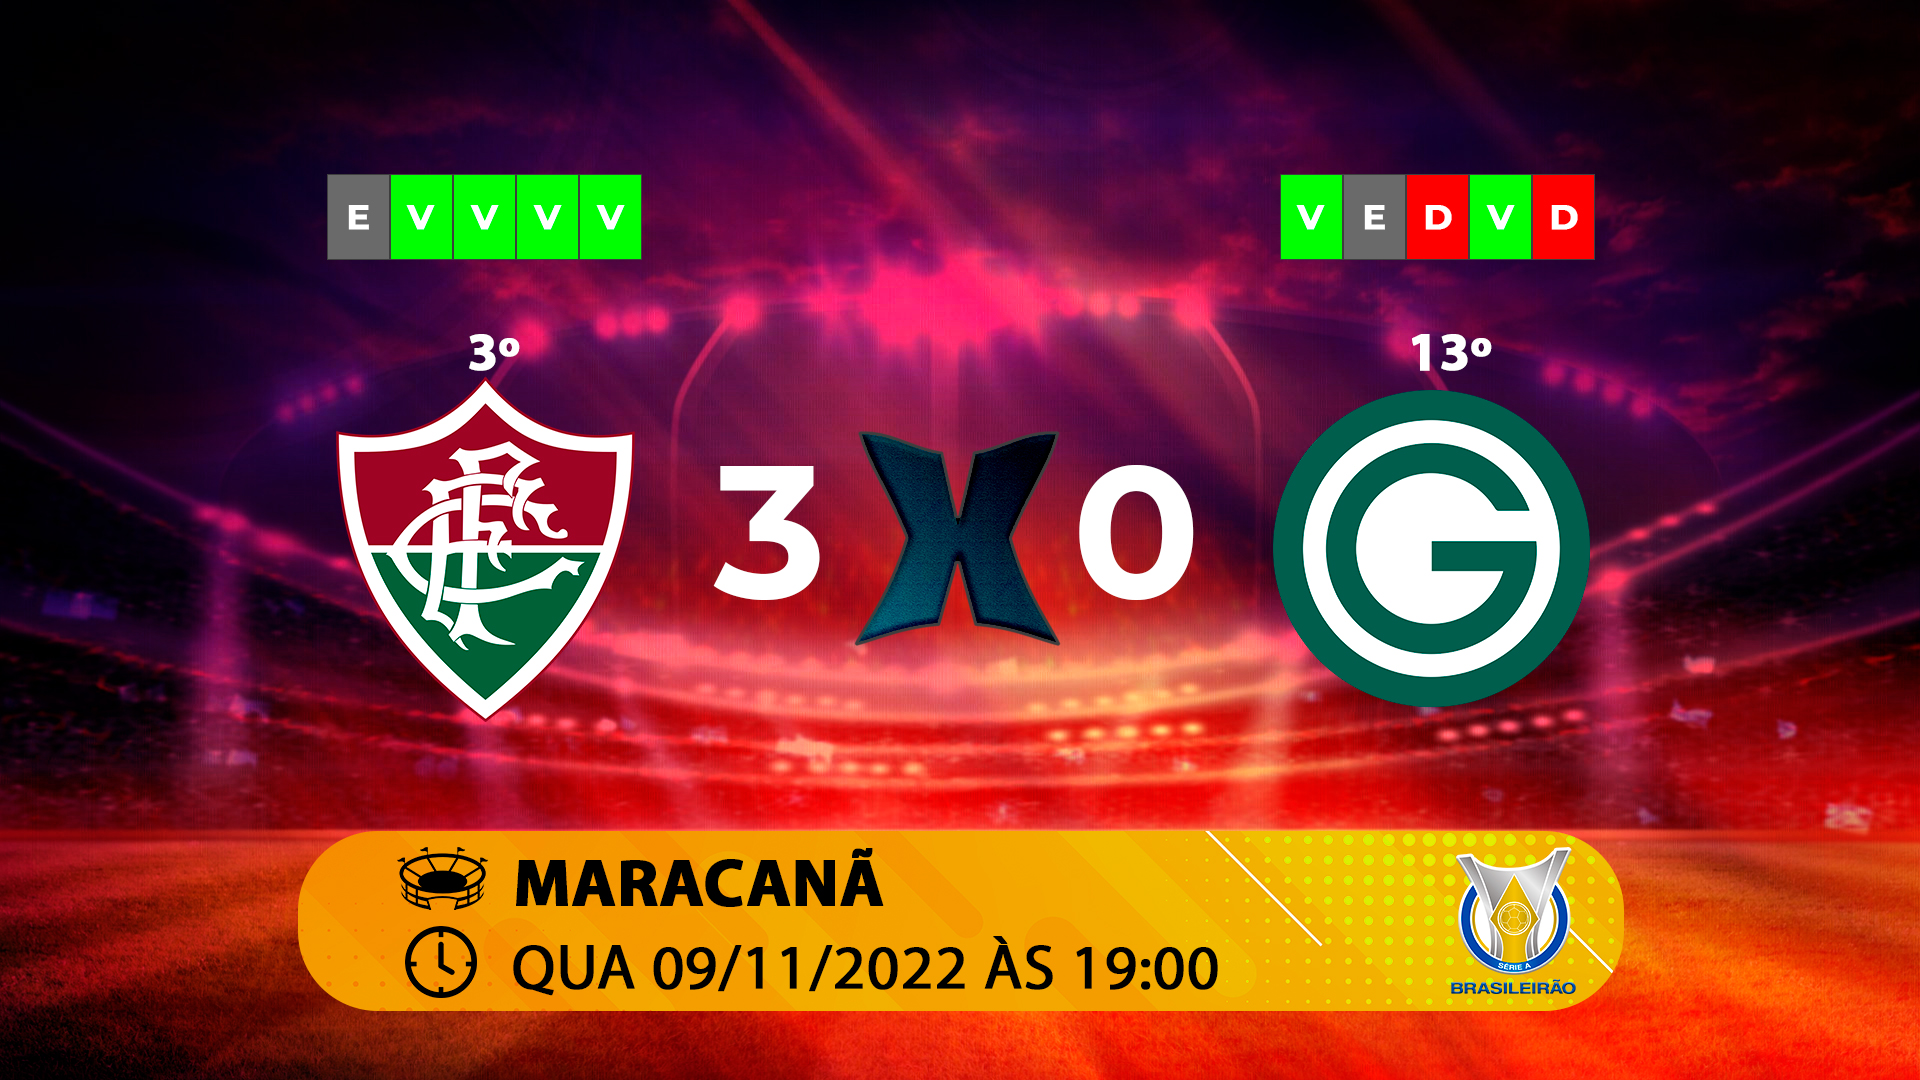 E V V V V
V E D V D
3º
13º
3 X 0
G
MARACANÃ
QUA 09/11/2022 ÀS 19:00
SÉRIE A
BRASILEIRÃO